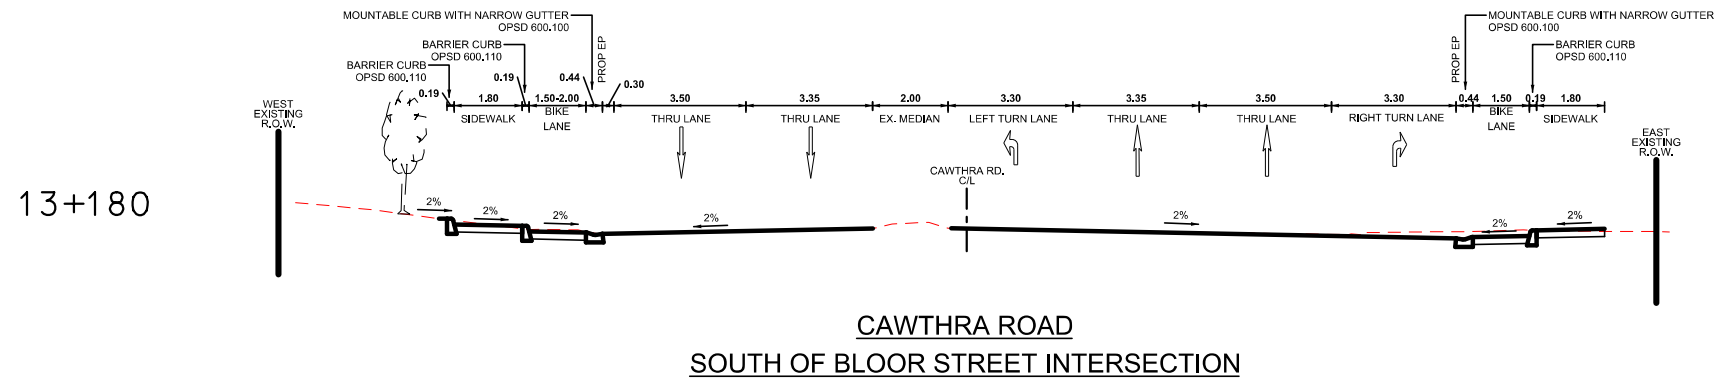 MOUNTABLE CURB WITH NARROW GUTTER
OPSD 600.100
BARRIER CURB
OPSD 600.110
BARRIER CURB
OPSD 600.110
PROP EP
PROP EP
MOUNTABLE CURB WITH NARROW GUTTER
OPSD 600.100
BARRIER CURB
OPSD 600.110
0.19 1.80 0.19 1.50-2.00 0.44 0.30 3.50 3.35 2.00 3.30 3.35 3.50 3.30 0.44 1.50 0.19 1.80
WEST
EXISTING
R.O.W.
SIDEWALK
BIKE
LANE
THRU LANE
THRU LANE
EX. MEDIAN
LEFT TURN LANE
THRU LANE
THRU LANE
RIGHT TURN LANE
BIKE
LANE
SIDEWALK
EAST
EXISTING
R.O.W.
CAWTHRA RD.
C/L
13+180
2% 2% 2% 2% 2% 2% 2%
CAWTHRA ROAD
SOUTH OF BLOOR STREET INTERSECTION